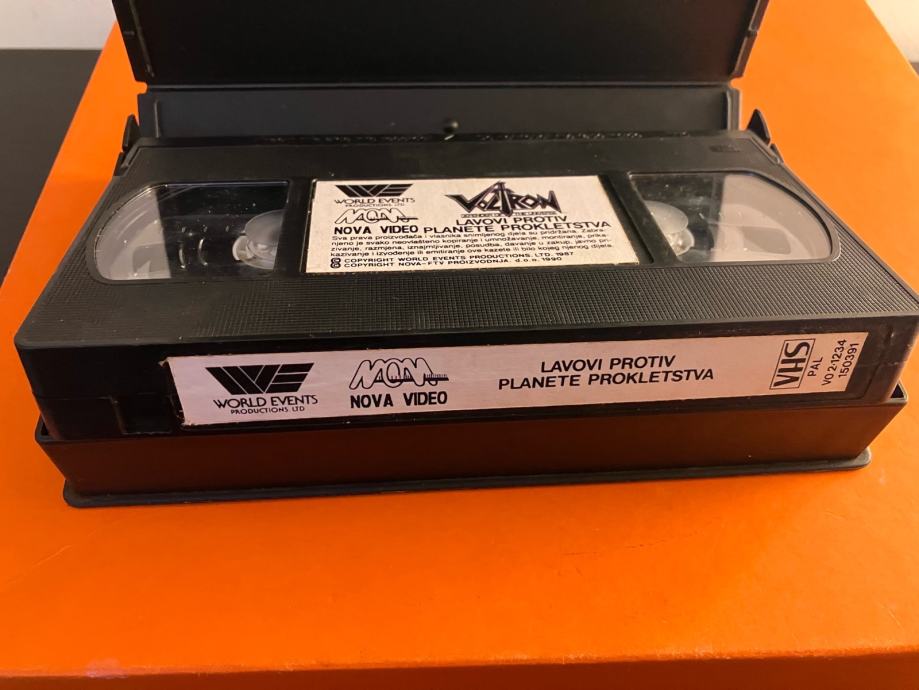 WORLD EVENTS
PRODUCTIONS, LTD.
VOLTRON
NOVA VIDEO
LAVOVI PROTIV
PLANETE PROKLETSTVA
Sva prava proizvođača i vlasnika snimljenog djela su pridržana. Zabra-
njeno je svako neovlašteno kopiranje i umnožavanje, montiranje, prika-
zivanje, razmjena, iznajmljivanje, posudba, davanje u zakup, javno pri-
kazivanje i izvođenje ili emitiranje ove kasete ili bilo kojeg njenog dijela.
© COPYRIGHT WORLD EVENTS PRODUCTIONS, LTD. 1987
© COPYRIGHT NOVA-FTV PROIZVODNJA, d.o.o. 1990
WORLD EVENTS
PRODUCTIONS, LTD
NOVA VIDEO
LAVOVI PROTIV
PLANETE PROKLETSTVA
VHS
PAL
VO 2-1234
150391